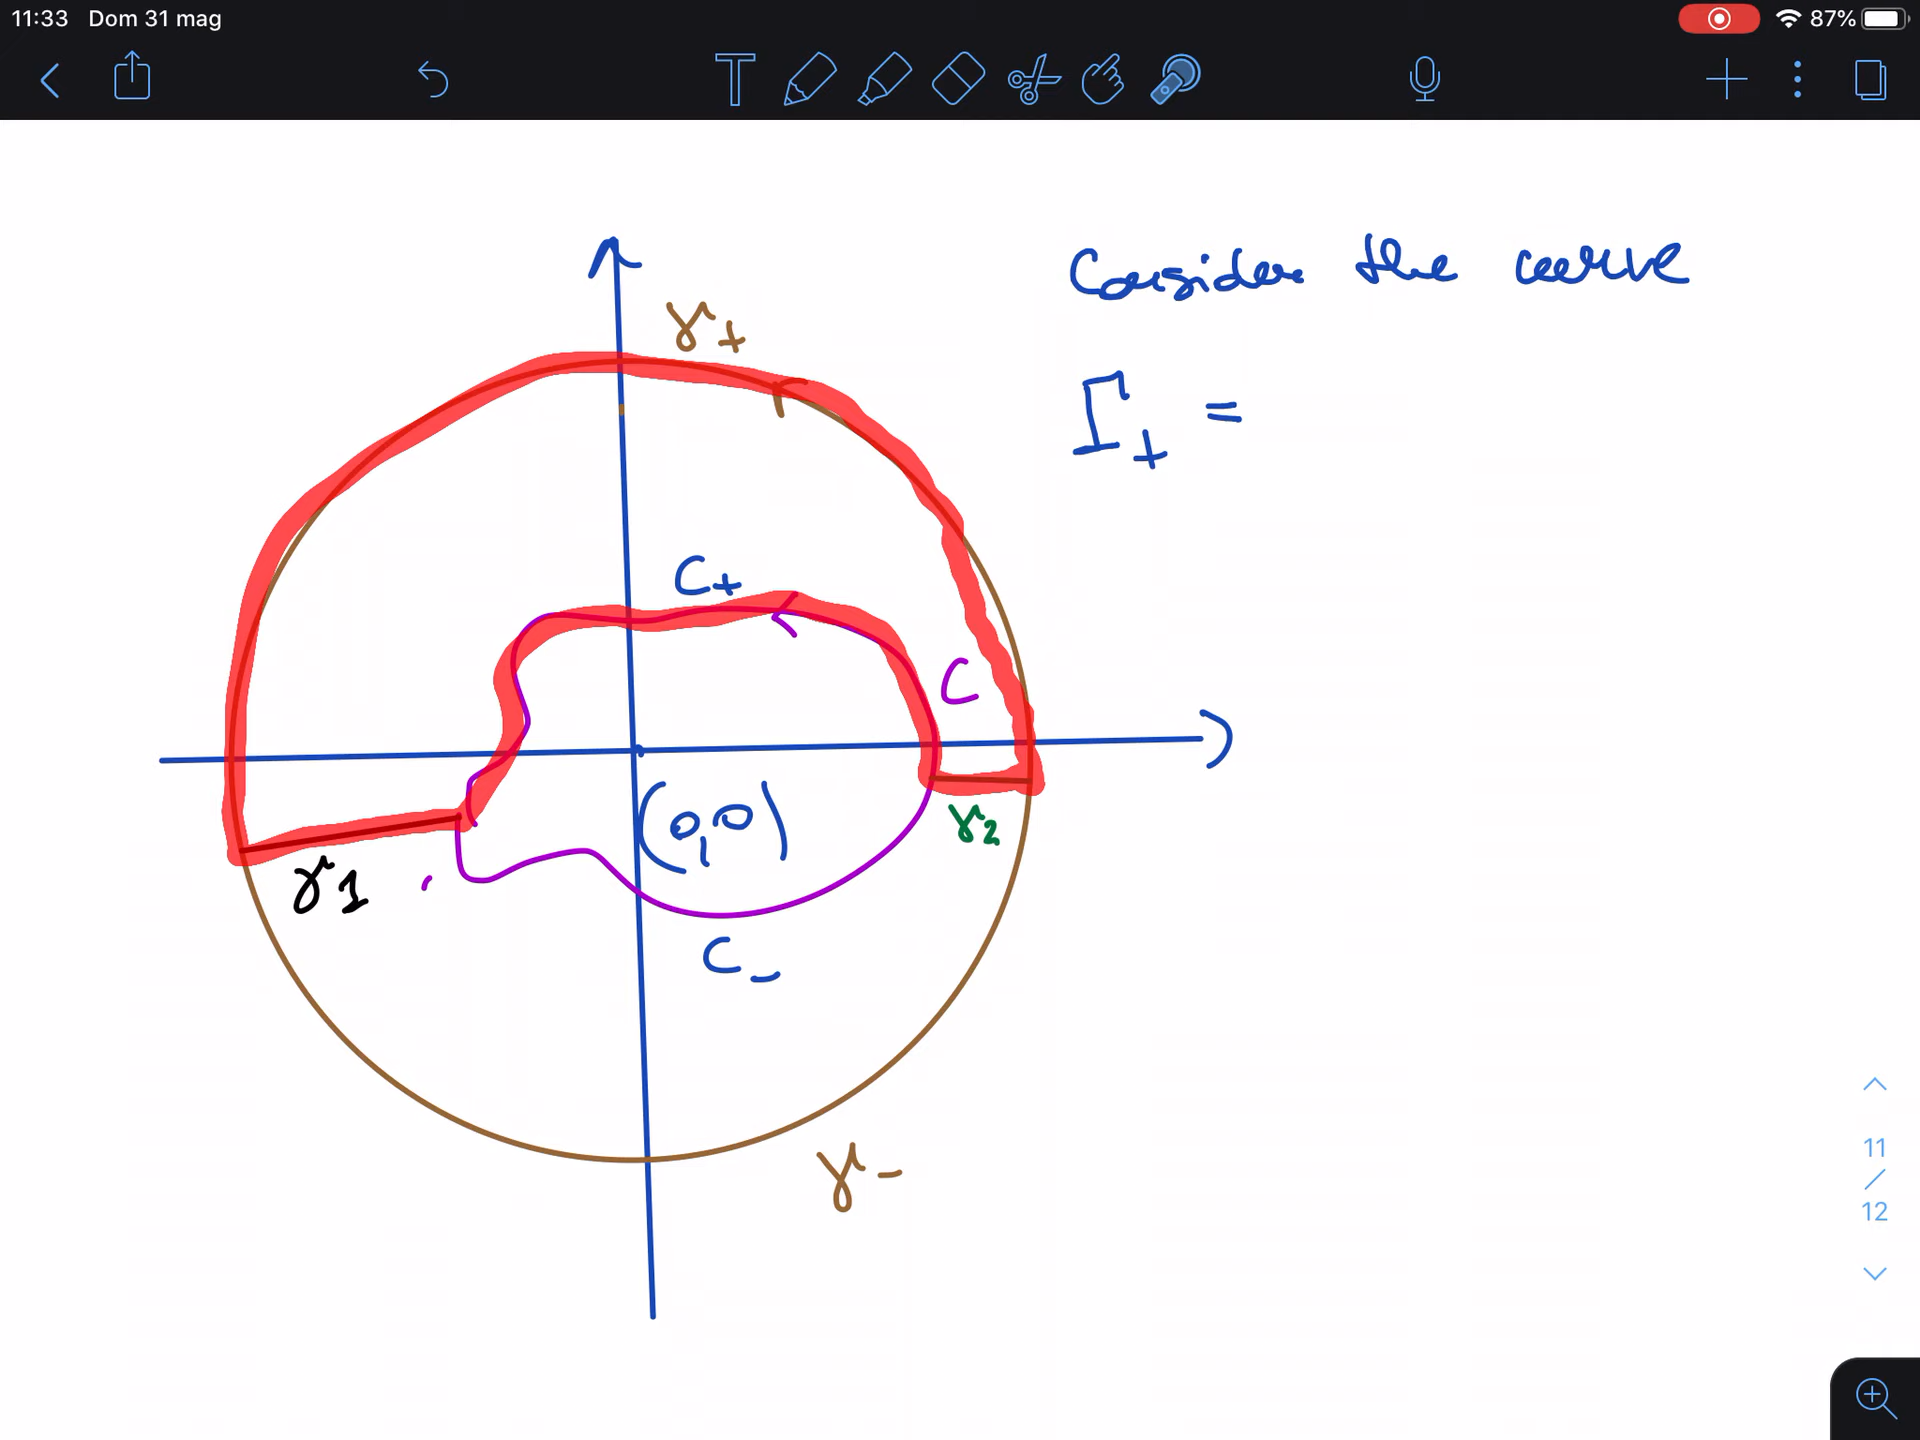 11:33 Dom 31 mag
87%
T
Consider the curve
γ+
Γ+ =
C+
C
(0,0)
γ2
γ1
C-
γ-
11
/
12